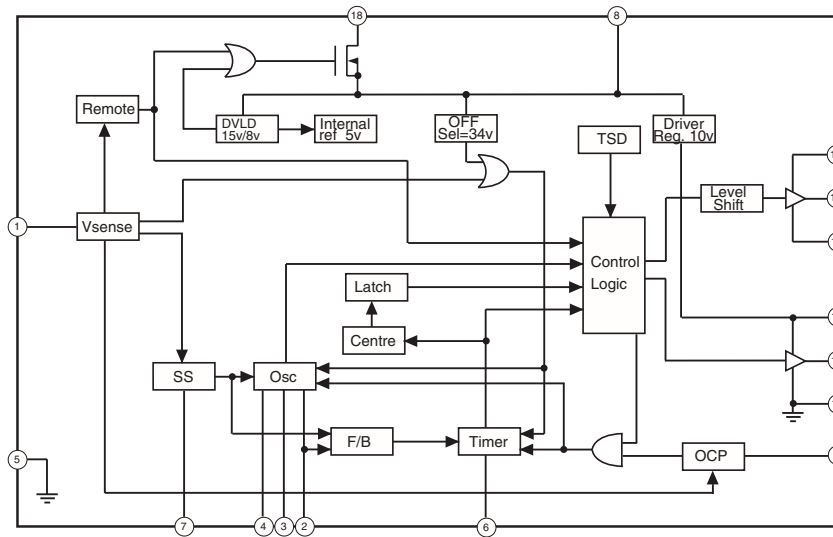 18
8
Remote
DVLD
15v/8v
Internal
ref 5v
OFF
Sel=34v
TSD
Driver
Reg. 10v
1
Vsense
Level
Shift
Control
Logic
Latch
Centre
SS
Osc
F/B
Timer
OCP
5
7
4
3
2
6